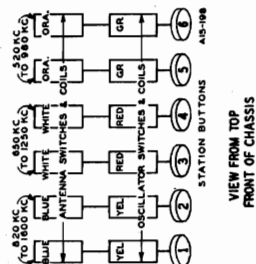 820 KC TO 1600 KC
650 KC TO 1250 KC
520 KC TO 980 KC
BLUE BLUE WHITE WHITE ORA. ORA.
ANTENNA SWITCHES & COILS
YEL YEL RED RED GR GR
OSCILLATOR SWITCHES & COILS
1 2 3 4 5 6
STATION BUTTONS A15-198
VIEW FROM TOP
FRONT OF CHASSIS